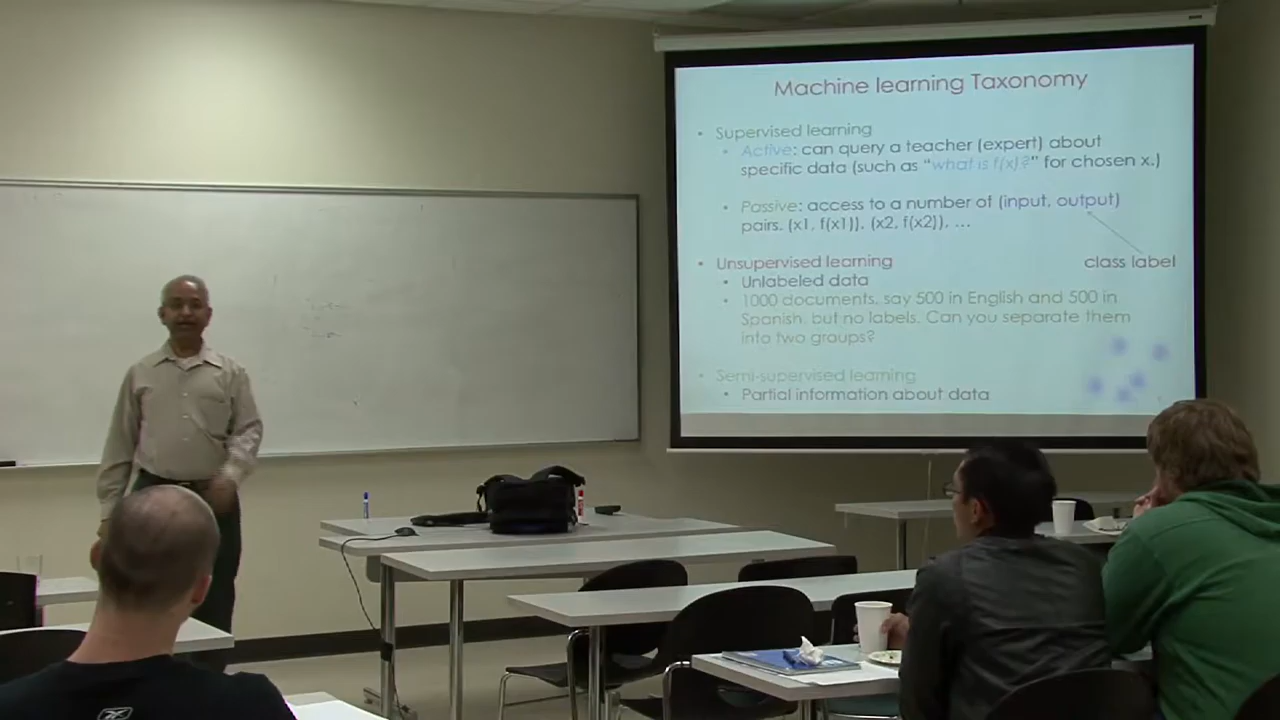 Machine learning Taxonomy
• Supervised learning
• Active: can query a teacher (expert) about
specific data (such as "what is f(x)?" for chosen x.)
• Passive: access to a number of (input, output)
pairs. (x1, f(x1)), (x2, f(x2)), ...
• Unsupervised learning
class label
• Unlabeled data
• 1000 documents, say 500 in English and 500 in
Spanish, but no labels. Can you separate them
into two groups?
• Semi-supervised learning
• Partial information about data